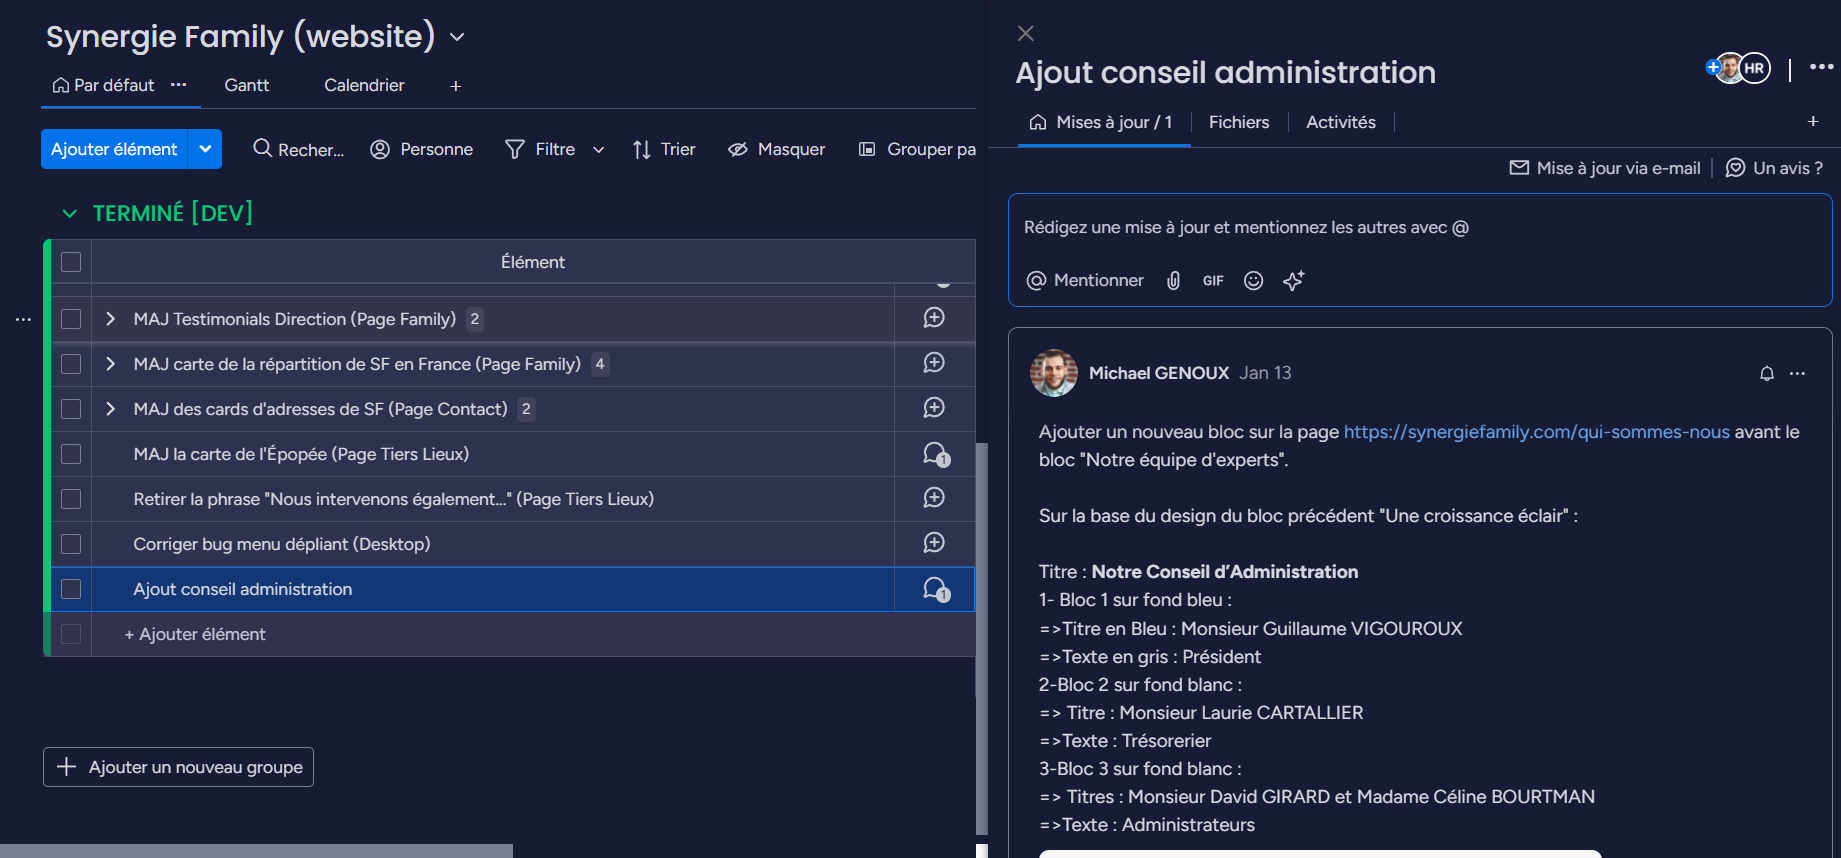 Synergie Family (website)
Par défaut
Gantt
Calendrier
+
Ajouter élément
Recher...
Personne
Filtre
Trier
Masquer
Grouper pa
TERMINÉ [DEV]
Élément
MAJ Testimonials Direction (Page Family) 2
MAJ carte de la répartition de SF en France (Page Family) 4
MAJ des cards d'adresses de SF (Page Contact) 2
MAJ la carte de l'Épopée (Page Tiers Lieux) 1
Retirer la phrase "Nous intervenons également..." (Page Tiers Lieux)
Corriger bug menu dépliant (Desktop)
Ajout conseil administration 1
+ Ajouter élément
Ajouter un nouveau groupe
Ajout conseil administration
HR
Mises à jour / 1
Fichiers
Activités
+
Mise à jour via e-mail
Un avis ?
Rédigez une mise à jour et mentionnez les autres avec @
Mentionner
GIF
Michael GENOUX Jan 13
Ajouter un nouveau bloc sur la page https://synergiefamily.com/qui-sommes-nous avant le
bloc "Notre équipe d'experts".
Sur la base du design du bloc précédent "Une croissance éclair" :
Titre : Notre Conseil d’Administration
1- Bloc 1 sur fond bleu :
=>Titre en Bleu : Monsieur Guillaume VIGOUROUX
=>Texte en gris : Président
2-Bloc 2 sur fond blanc :
=> Titre : Monsieur Laurie CARTALLIER
=>Texte : Trésorerier
3-Bloc 3 sur fond blanc :
=> Titres : Monsieur David GIRARD et Madame Céline BOURTMAN
=>Texte : Administrateurs